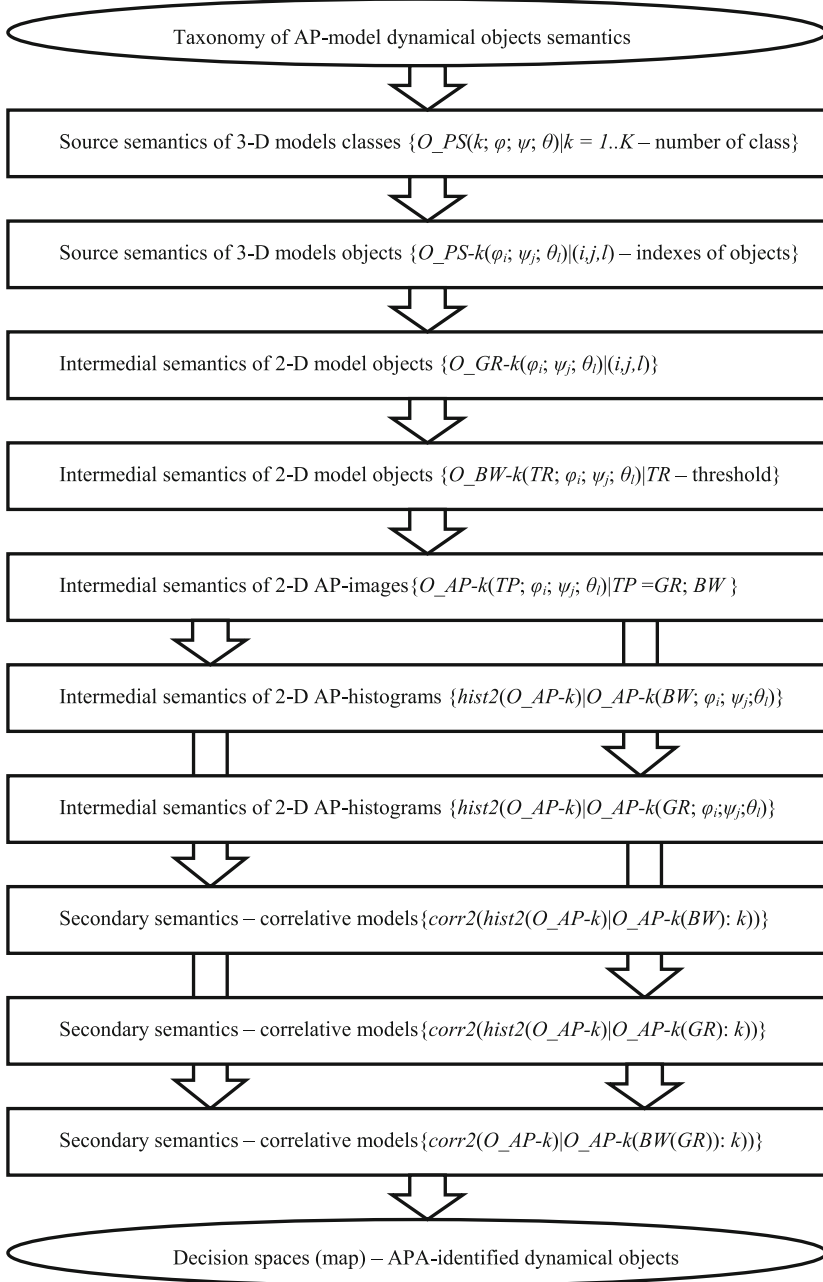 Taxonomy of AP-model dynamical objects semantics
Source semantics of 3-D models classes {O_PS(k; φ; ψ; θ)|k = 1..K – number of class}
Source semantics of 3-D models objects {O_PS-k(φi; ψj; θl)|(i,j,l) – indexes of objects}
Intermedial semantics of 2-D model objects {O_GR-k(φi; ψj; θl)|(i,j,l)}
Intermedial semantics of 2-D model objects {O_BW-k(TR; φi; ψj; θl)|TR – threshold}
Intermedial semantics of 2-D AP-images{O_AP-k(TP; φi; ψj; θl)|TP =GR; BW }
Intermedial semantics of 2-D AP-histograms {hist2(O_AP-k)|O_AP-k(BW; φi; ψj;θl)}
Intermedial semantics of 2-D AP-histograms {hist2(O_AP-k)|O_AP-k(GR; φi;ψj;θl)}
Secondary semantics – correlative models{corr2(hist2(O_AP-k)|O_AP-k(BW): k))}
Secondary semantics – correlative models{corr2(hist2(O_AP-k)|O_AP-k(GR): k))}
Secondary semantics – correlative models{corr2(O_AP-k)|O_AP-k(BW(GR)): k))}
Decision spaces (map) – APA-identified dynamical objects